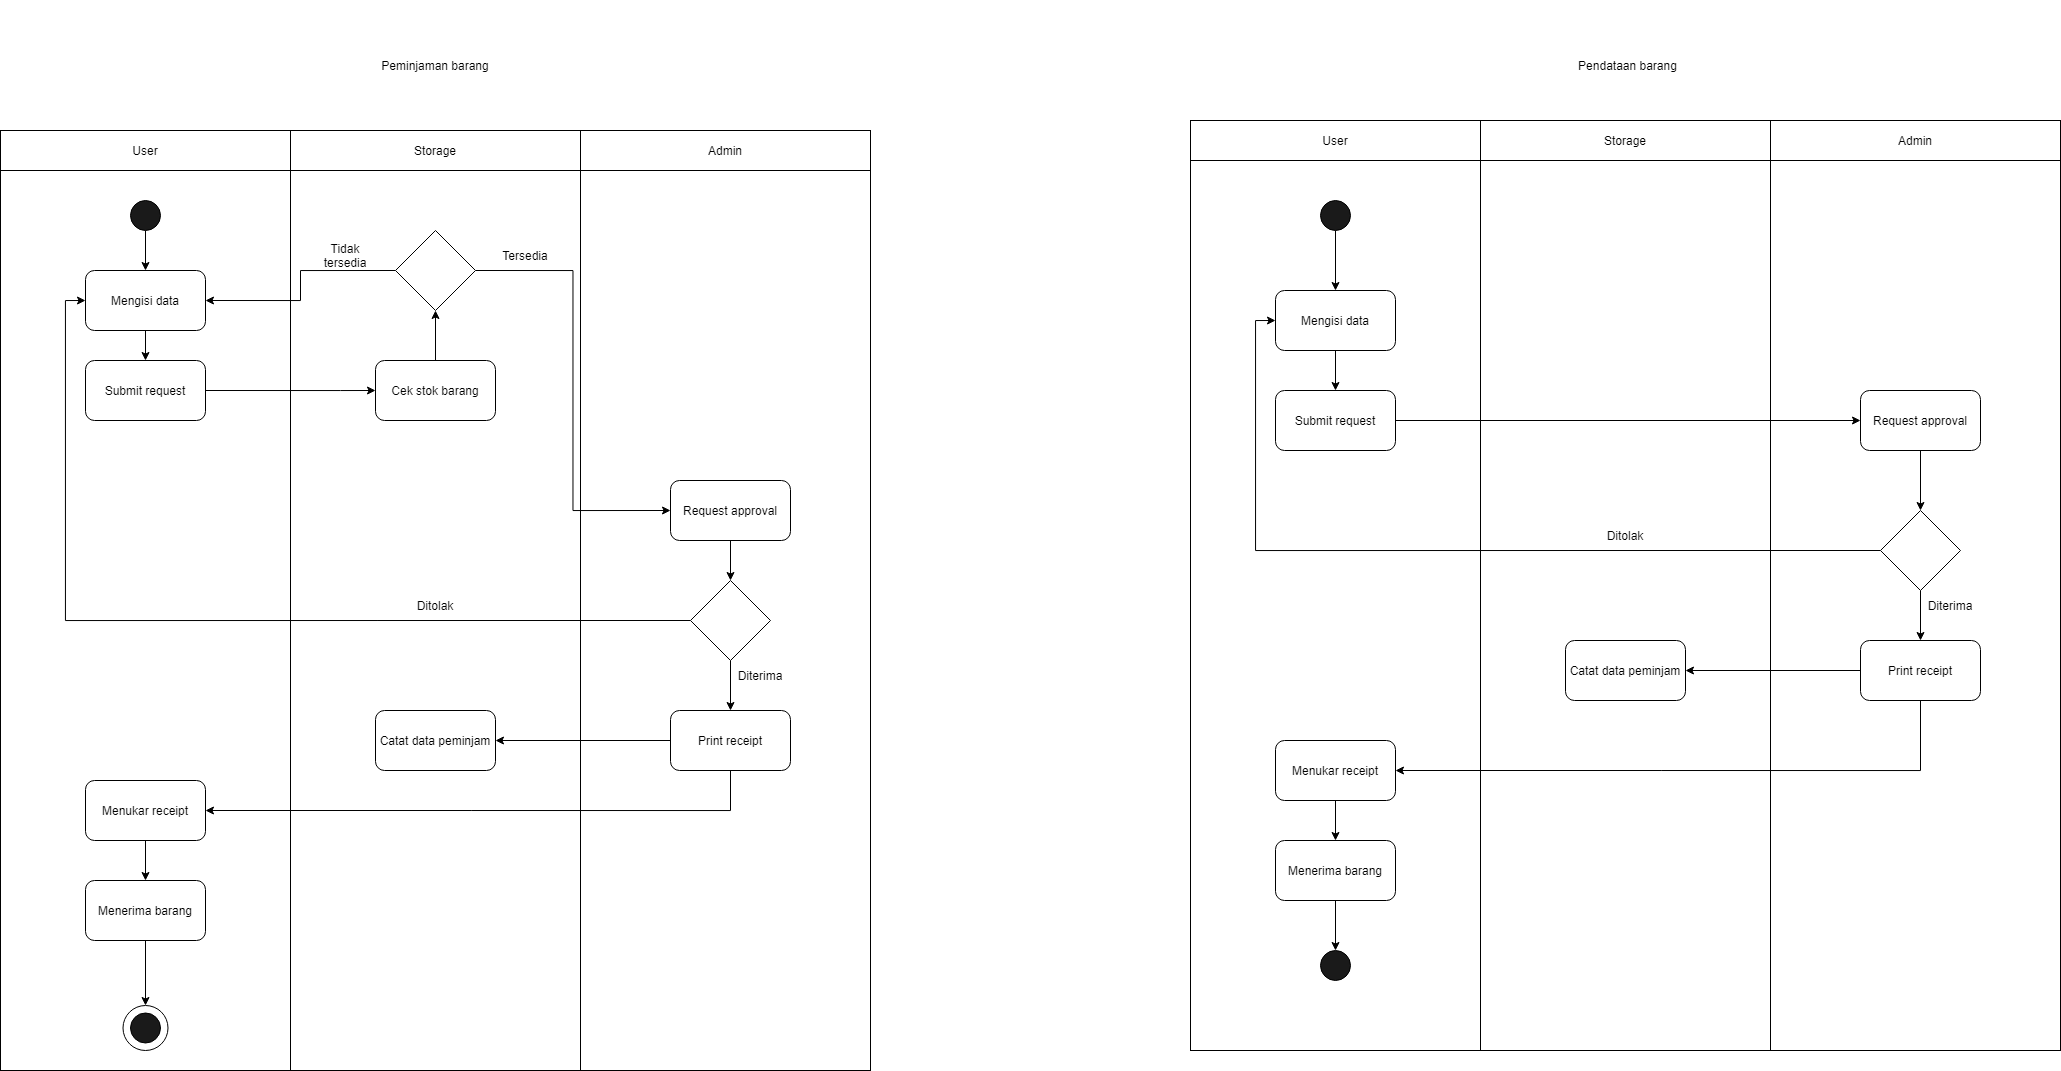 Peminjaman barang
User
Storage
Admin
Tidak
tersedia
Tersedia
Mengisi data
Submit request
Cek stok barang
Request approval
Ditolak
Diterima
Catat data peminjam
Print receipt
Menukar receipt
Menerima barang
Pendataan barang
User
Storage
Admin
Mengisi data
Submit request
Request approval
Ditolak
Diterima
Catat data peminjam
Print receipt
Menukar receipt
Menerima barang